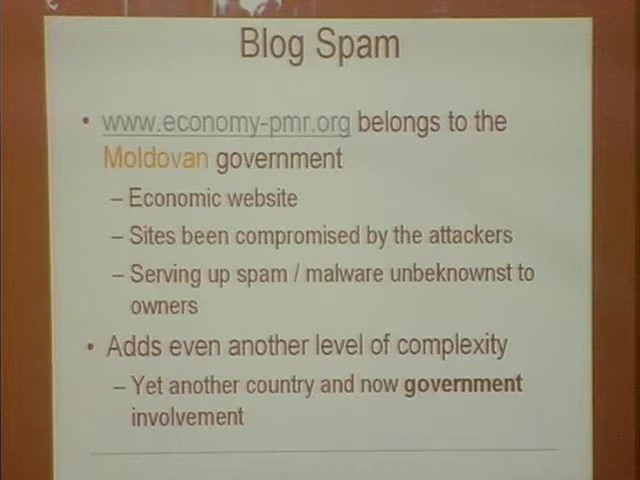 Blog Spam
• www.economy-pmr.org belongs to the
Moldovan government
– Economic website
– Sites been compromised by the attackers
– Serving up spam / malware unbeknownst to
owners
• Adds even another level of complexity
– Yet another country and now government
involvement